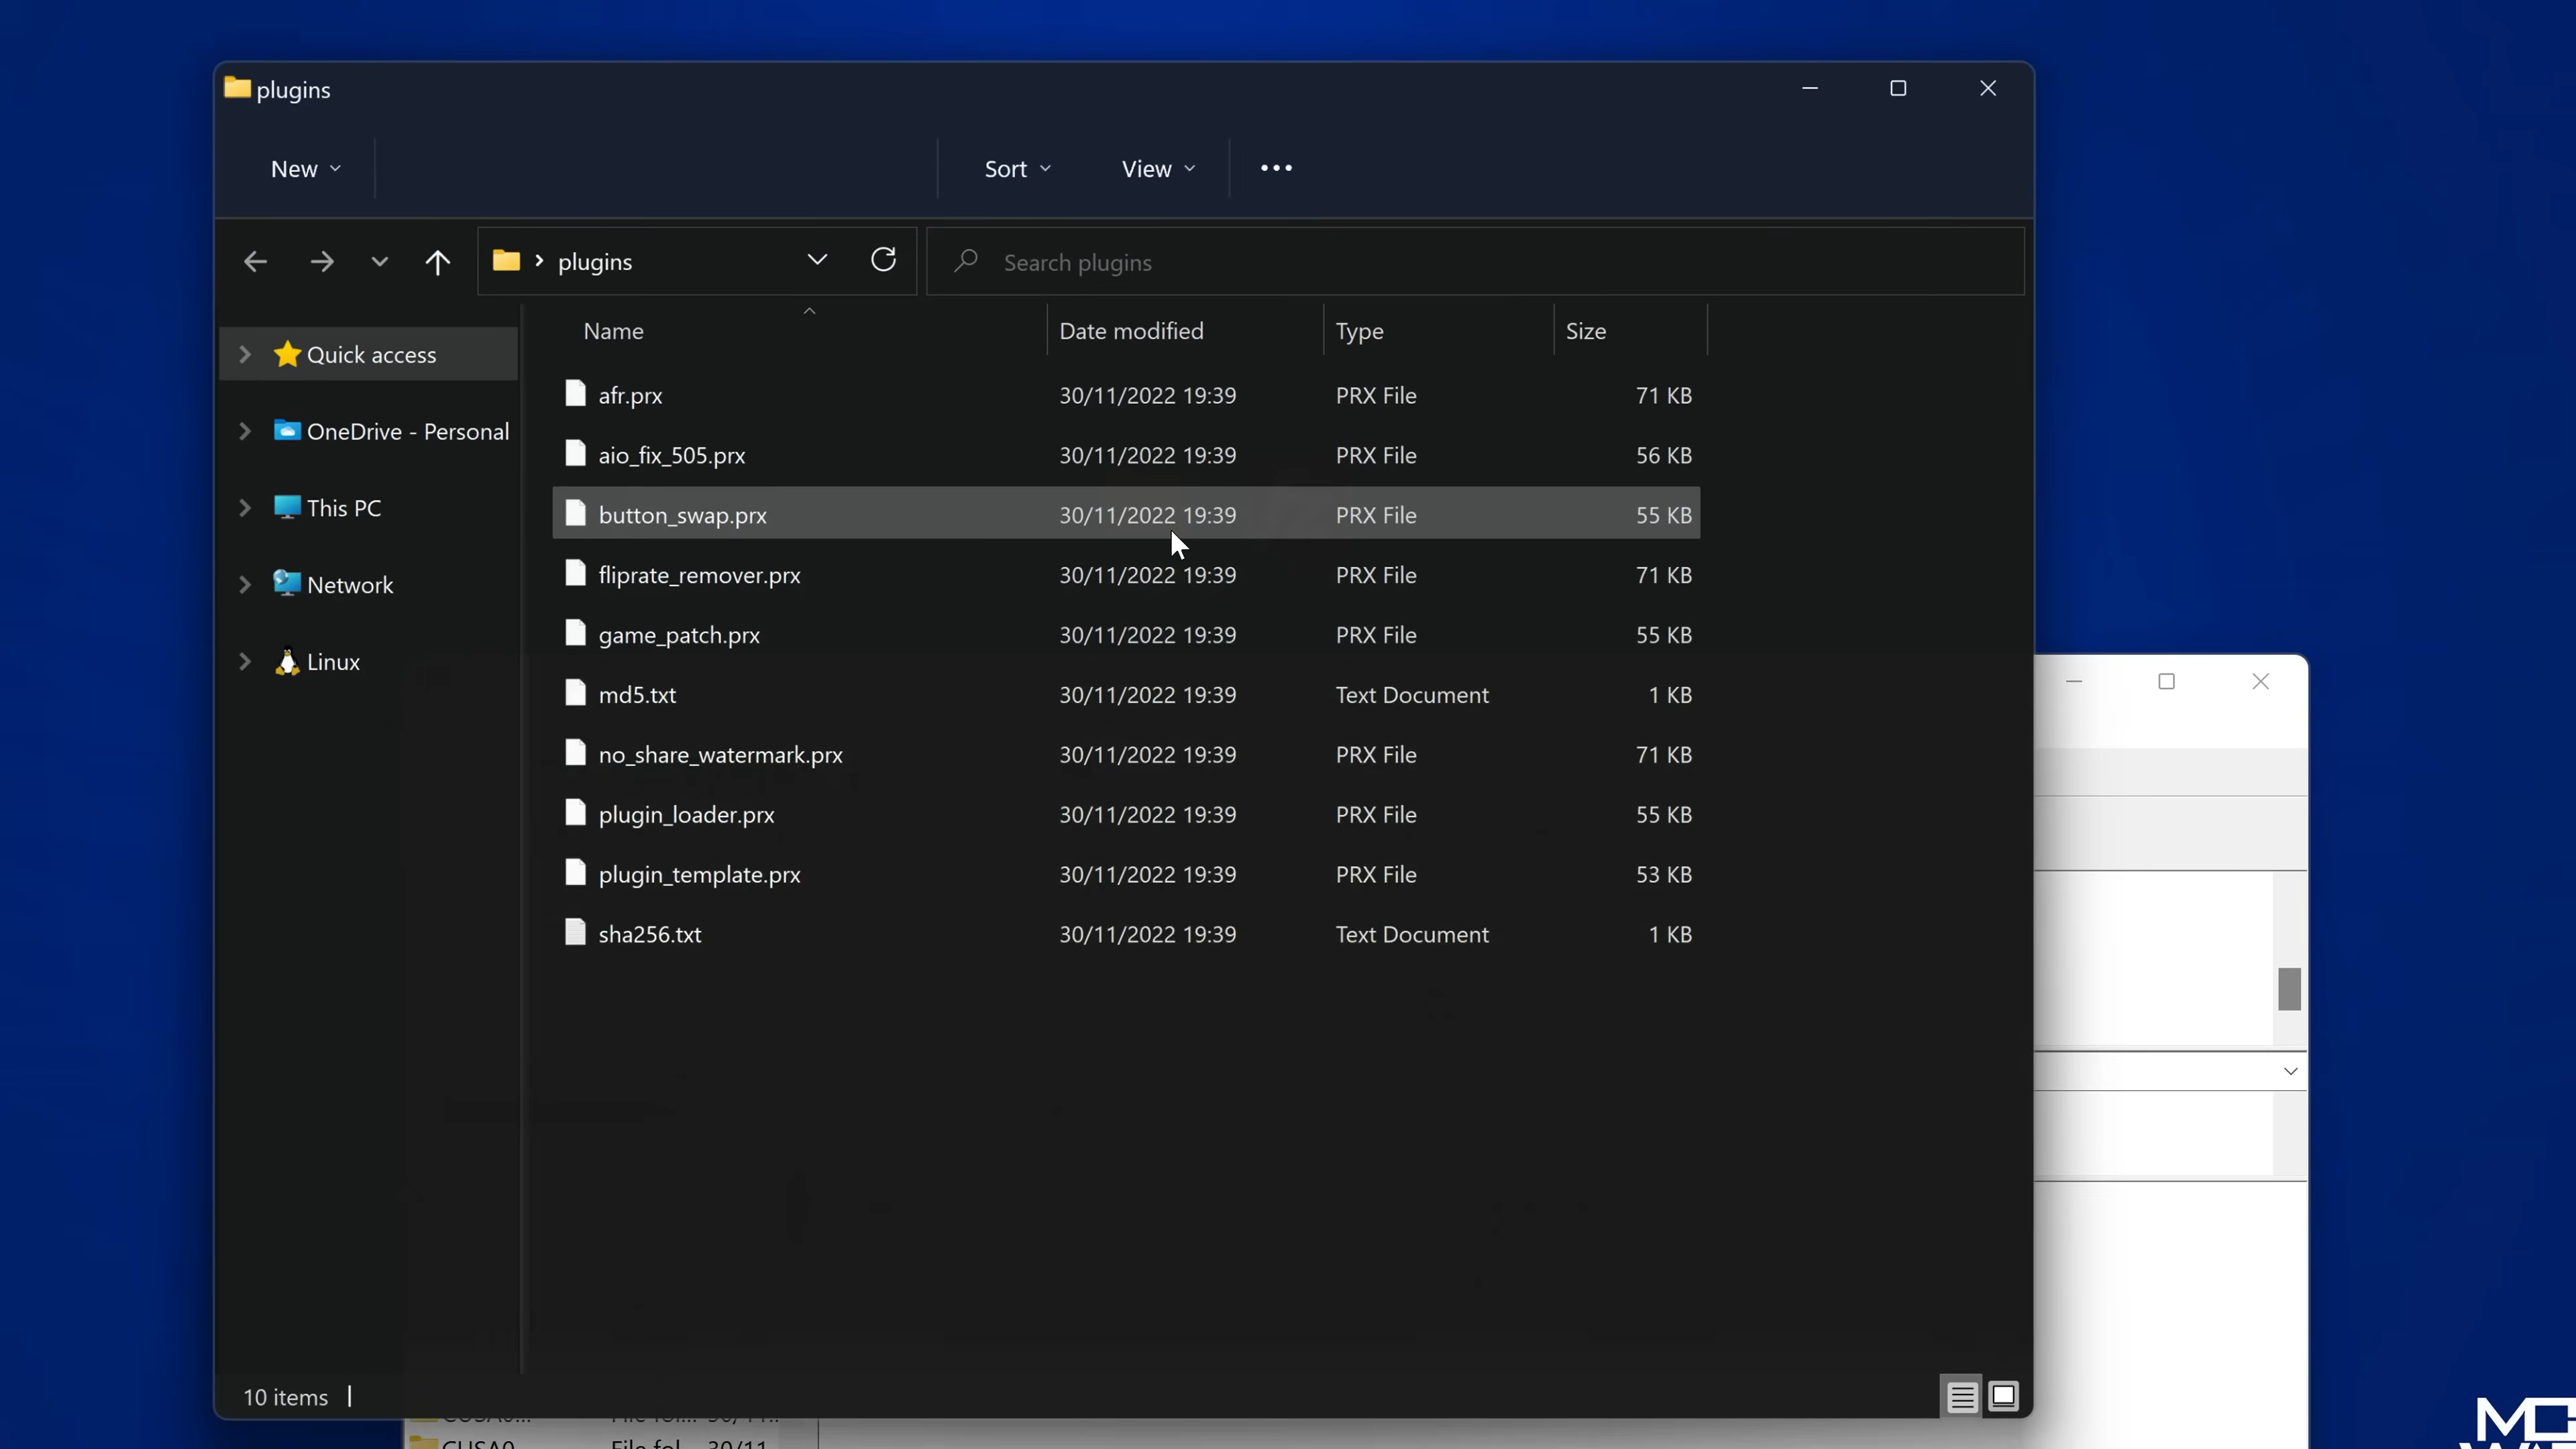 plugins
New
Sort
View
plugins
Search plugins
Name Date modified Type Size
Quick access
OneDrive - Personal
This PC
Network
Linux
afr.prx 30/11/2022 19:39 PRX File 71 KB
aio_fix_505.prx 30/11/2022 19:39 PRX File 56 KB
button_swap.prx 30/11/2022 19:39 PRX File 55 KB
fliprate_remover.prx 30/11/2022 19:39 PRX File 71 KB
game_patch.prx 30/11/2022 19:39 PRX File 55 KB
md5.txt 30/11/2022 19:39 Text Document 1 KB
no_share_watermark.prx 30/11/2022 19:39 PRX File 71 KB
plugin_loader.prx 30/11/2022 19:39 PRX File 55 KB
plugin_template.prx 30/11/2022 19:39 PRX File 53 KB
sha256.txt 30/11/2022 19:39 Text Document 1 KB
10 items